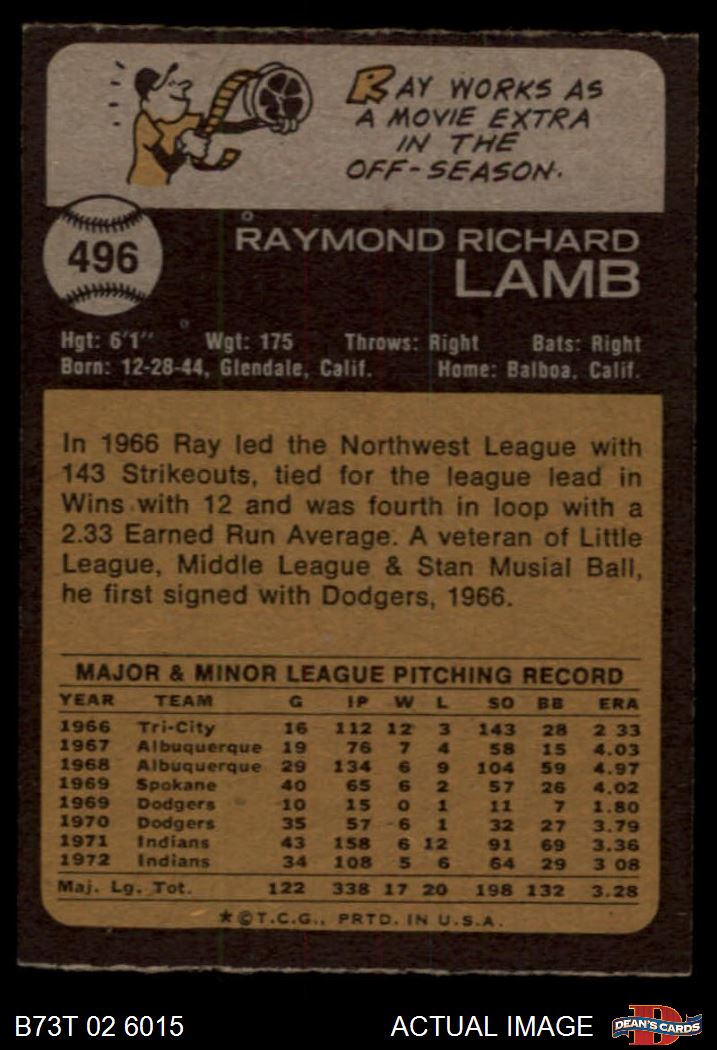 RAY WORKS AS
A MOVIE EXTRA
IN THE
OFF-SEASON.
496
RAYMOND RICHARD
LAMB
Hgt: 6'1" Wgt: 175 Throws: Right Bats: Right
Born: 12-28-44, Glendale, Calif. Home: Balboa, Calif.
In 1966 Ray led the Northwest League with
143 Strikeouts, tied for the league lead in
Wins with 12 and was fourth in loop with a
2.33 Earned Run Average. A veteran of Little
League, Middle League & Stan Musial Ball,
he first signed with Dodgers, 1966.
MAJOR & MINOR LEAGUE PITCHING RECORD
YEAR TEAM G IP W L SO BB ERA
1966 Tri-City 16 112 12 3 143 28 2 33
1967 Albuquerque 19 76 7 4 58 15 4.03
1968 Albuquerque 29 134 6 9 104 59 4.97
1969 Spokane 40 65 6 2 57 26 4.02
1969 Dodgers 10 15 0 1 11 7 1.80
1970 Dodgers 35 57 6 1 32 27 3.79
1971 Indians 43 158 6 12 91 69 3.36
1972 Indians 34 108 5 6 64 29 3 08
Maj. Lg. Tot. 122 338 17 20 198 132 3.28
★©T.C.G., PRTD. IN U.S.A.
B73T 02 6015 ACTUAL IMAGE DEAN'S CARDS